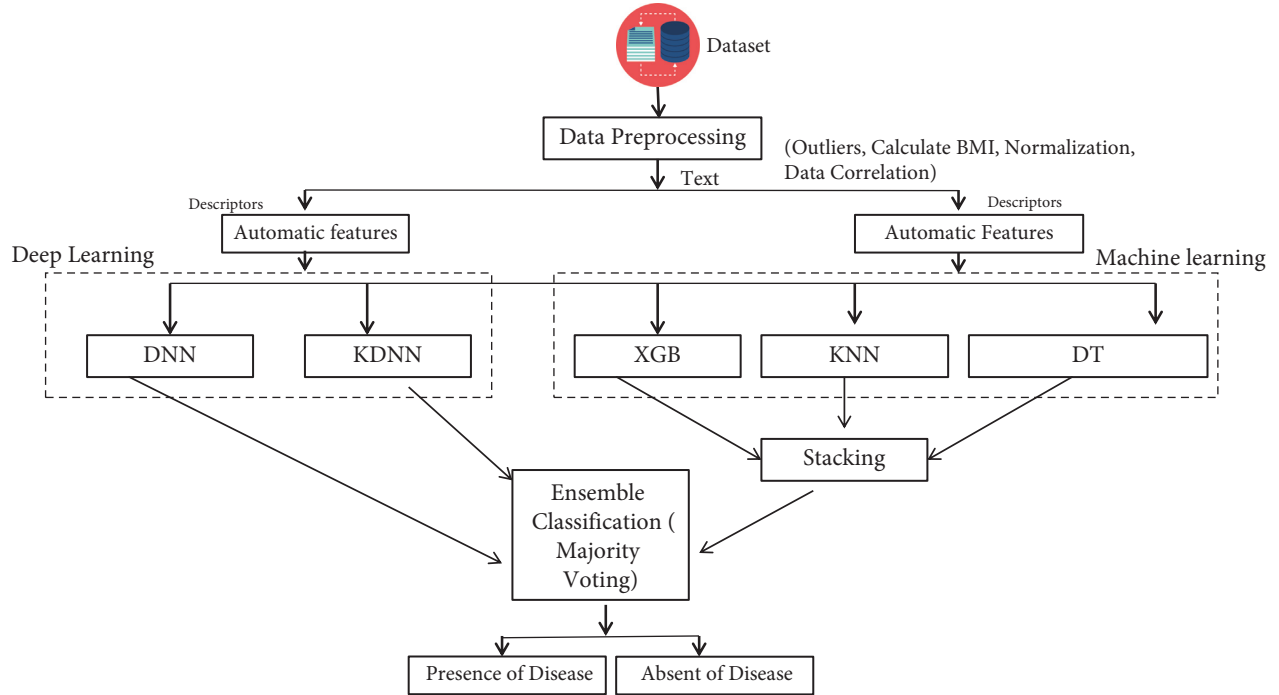 Dataset
Data Preprocessing
(Outliers, Calculate BMI, Normalization,
Data Correlation)
Text
Descriptors
Descriptors
Automatic features
Automatic Features
Deep Learning
Machine learning
DNN
KDNN
XGB
KNN
DT
Stacking
Ensemble
Classification (
Majority
Voting)
Presence of Disease
Absent of Disease